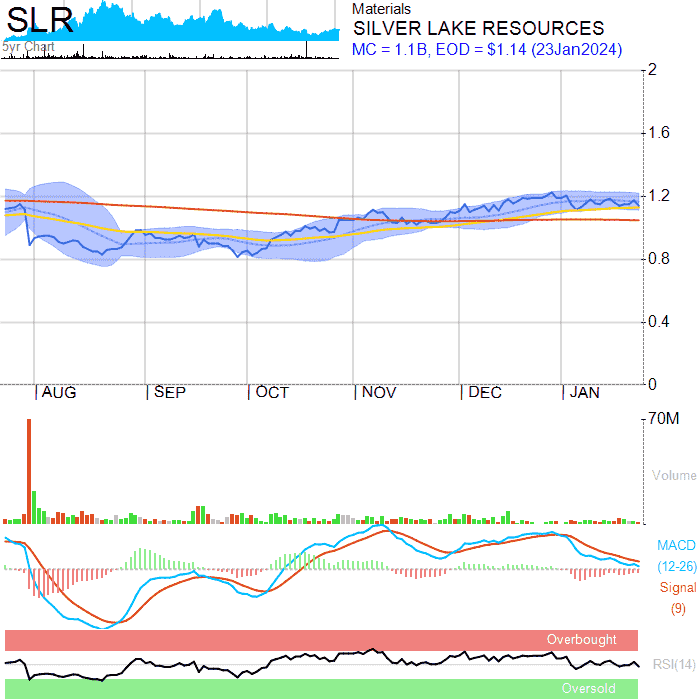 SLR
5yr Chart
Materials
SILVER LAKE RESOURCES
MC = 1.1B, EOD = $1.14 (23Jan2024)
2
1.6
1.2
0.8
0.4
0
AUG SEP OCT NOV DEC JAN
70M
Volume
MACD
(12-26)
Signal
(9)
Overbought
RSI(14)
Oversold